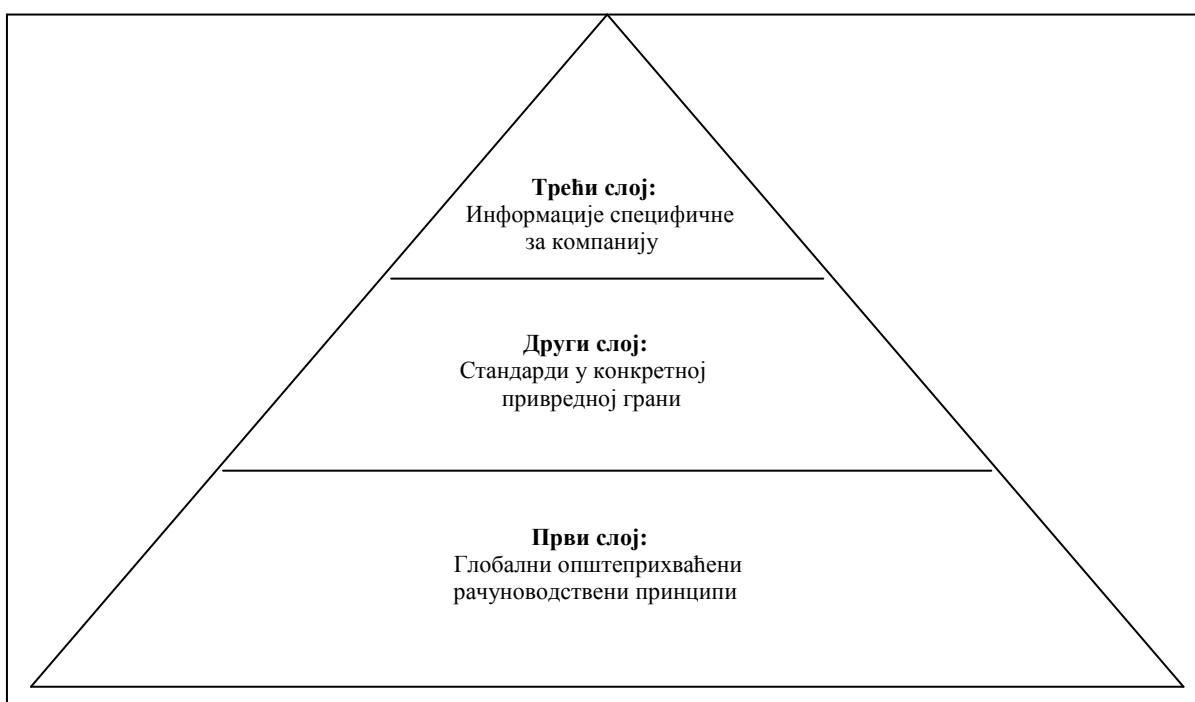 Трећи слој:
Информације специфичне
за компанију
Други слој:
Стандарди у конкретној
привредној грани
Први слој:
Глобални општеприхваћени
рачуноводствени принципи